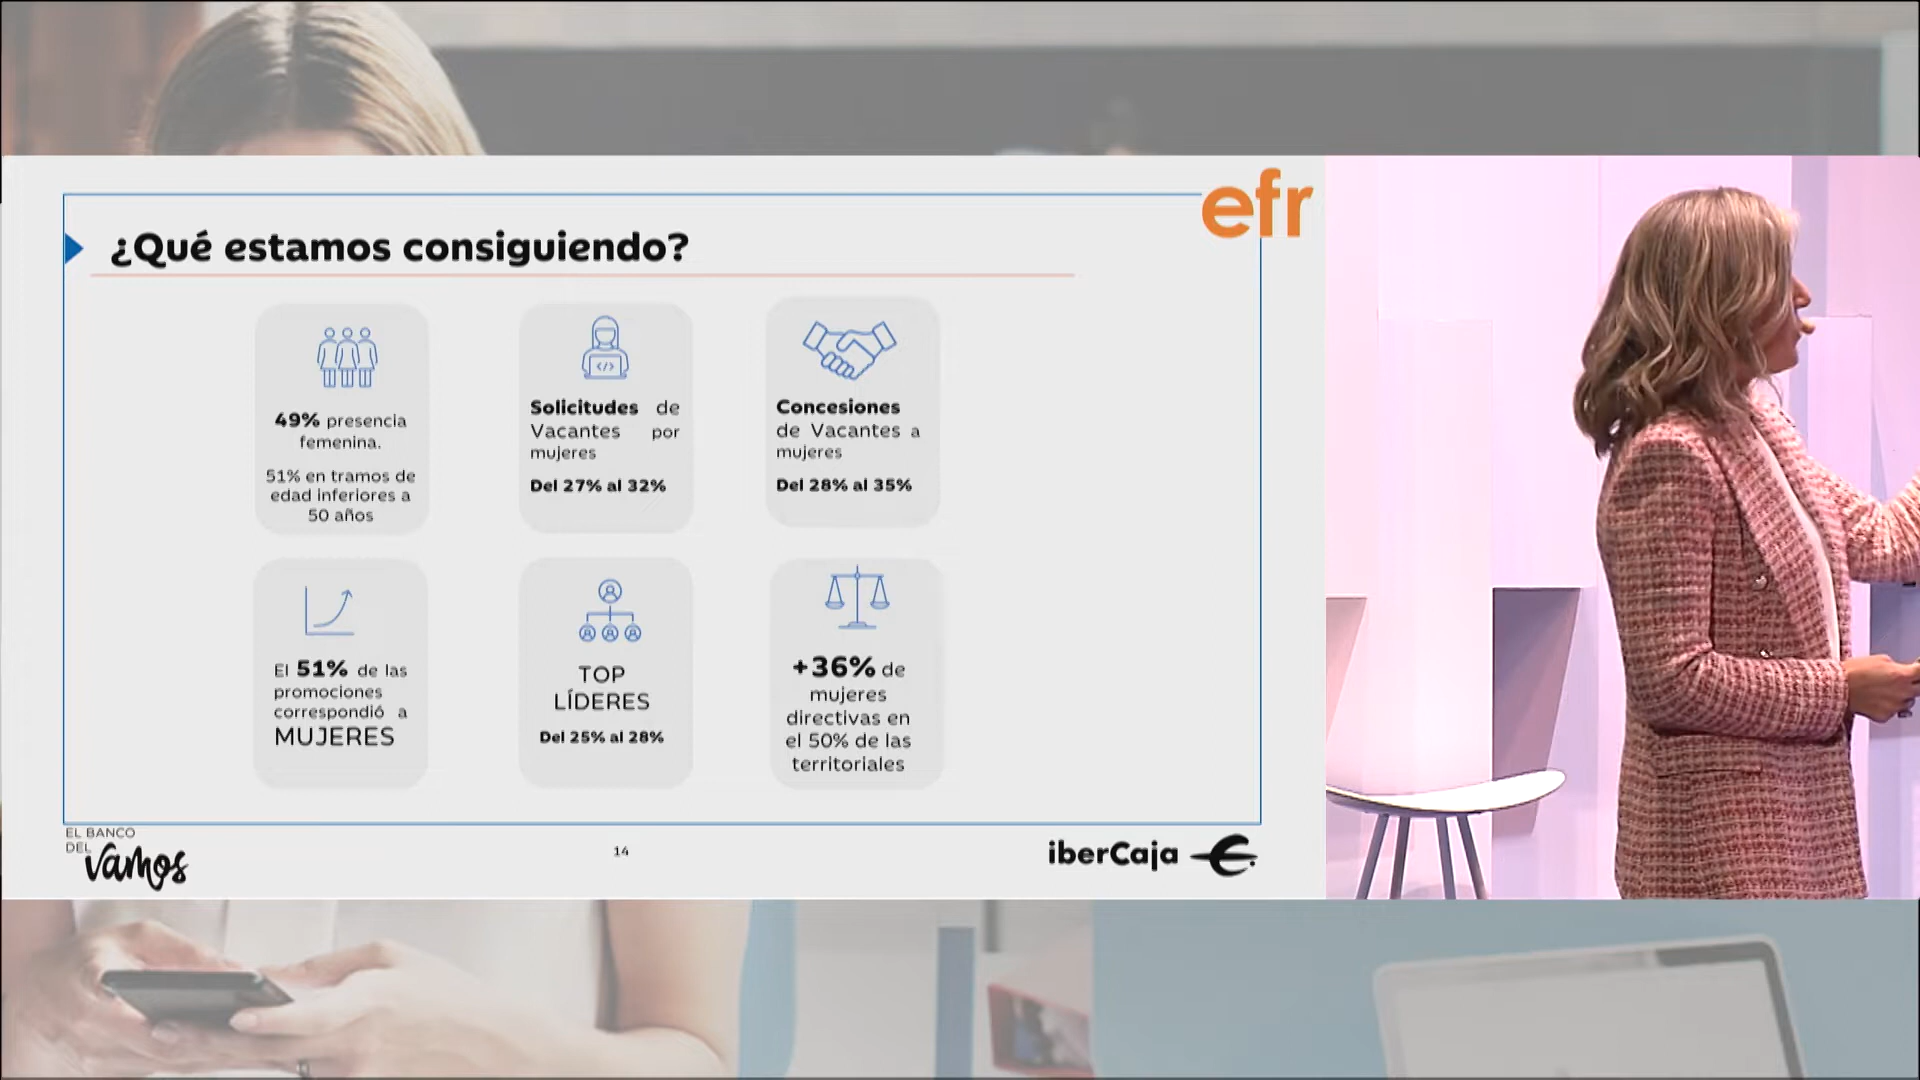 efr
¿Qué estamos consiguiendo?
49% presencia
femenina.
51% en tramos de
edad inferiores a
50 años
Solicitudes de
Vacantes por
mujeres
Del 27% al 32%
Concesiones
de Vacantes a
mujeres
Del 28% al 35%
El 51% de las
promociones
correspondió a
MUJERES
TOP
LÍDERES
Del 25% al 28%
+36% de
mujeres
directivas en
el 50% de las
territoriales
EL BANCO
DEL
vamos
14
iberCaja